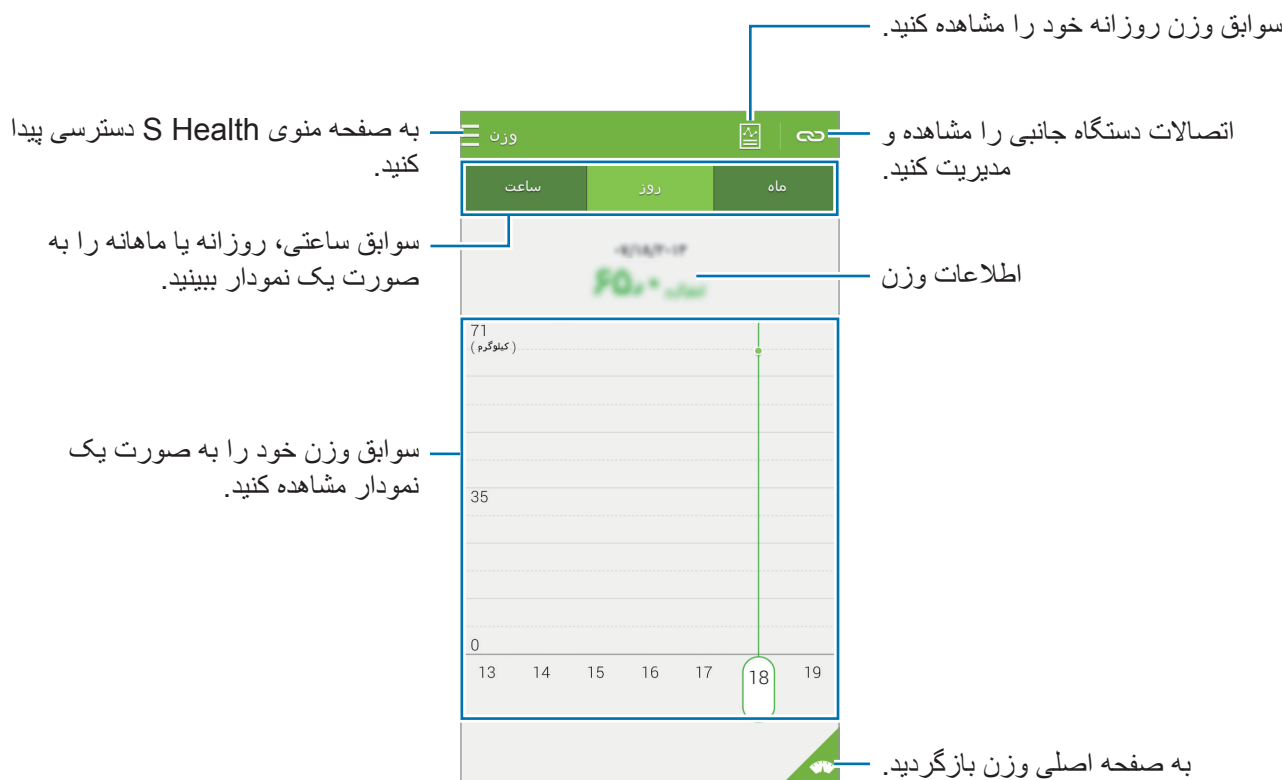 سوابق وزن روزانه خود را مشاهده کنید.
به صفحه منوی S Health دسترسی پیدا
کنید.
وزن
اتصالات دستگاه جانبی را مشاهده و
مدیریت کنید.
ساعت
روز
ماه
سوابق ساعتی، روزانه یا ماهانه را به
صورت یک نمودار ببینید.
۶۵٫۰
اطلاعات وزن
71
(کیلوگرم)
سوابق وزن خود را به صورت یک
نمودار مشاهده کنید.
35
0
13 14 15 16 17 18 19
به صفحه اصلی وزن بازگردید.